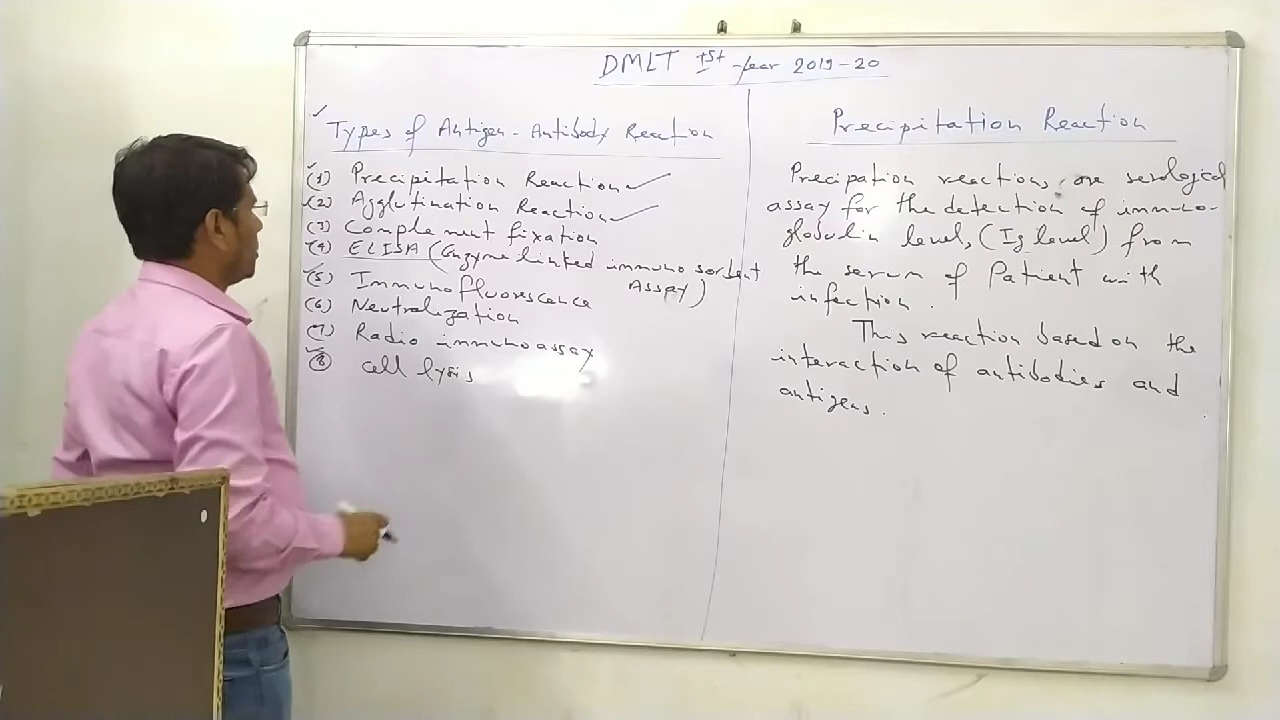 DMLT 1st year 2019-20
Types of Antigen-Antibody Reaction
(1) Precipitation Reaction
(2) Agglutination Reaction
(3) Complement fixation
(4) ELISA (Enzyme linked immuno sorbent
Assay)
(5) Immunofluorescence
(6) Neutralization
(7) Radio immunoassay
(8) Cell lysis
Precipitation Reaction
Precipation reactions are serological
assay for the detection of immuno-
globulin level, (Ig level) from
the serum of Patient with
infection.
This reaction based on the
interaction of antibodies and
antigens.